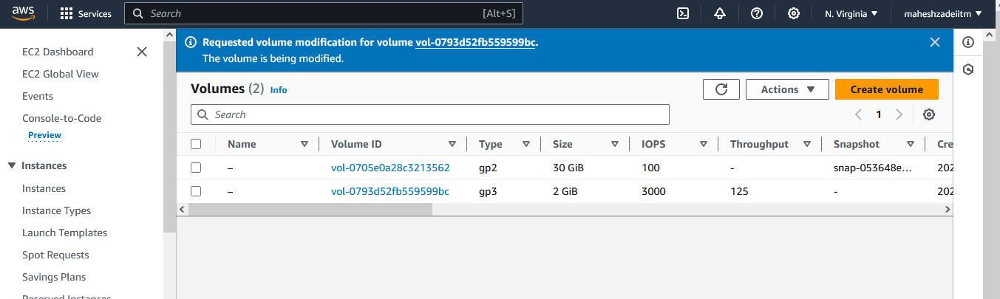 aws Services Search [Alt+S] N. Virginia maheshzadeiitm
EC2 Dashboard
EC2 Global View
Events
Console-to-Code
Preview
Instances
Instances
Instance Types
Launch Templates
Spot Requests
Savings Plans
Reserved Instances
Requested volume modification for volume vol-0793d52fb559599bc.
The volume is being modified.
Volumes (2) Info Actions Create volume
Search 1
Name Volume ID Type Size IOPS Throughput Snapshot Cre
– vol-0705e0a28c3213562 gp2 30 GiB 100 - snap-053648e... 202
– vol-0793d52fb559599bc gp3 2 GiB 3000 125 - 202